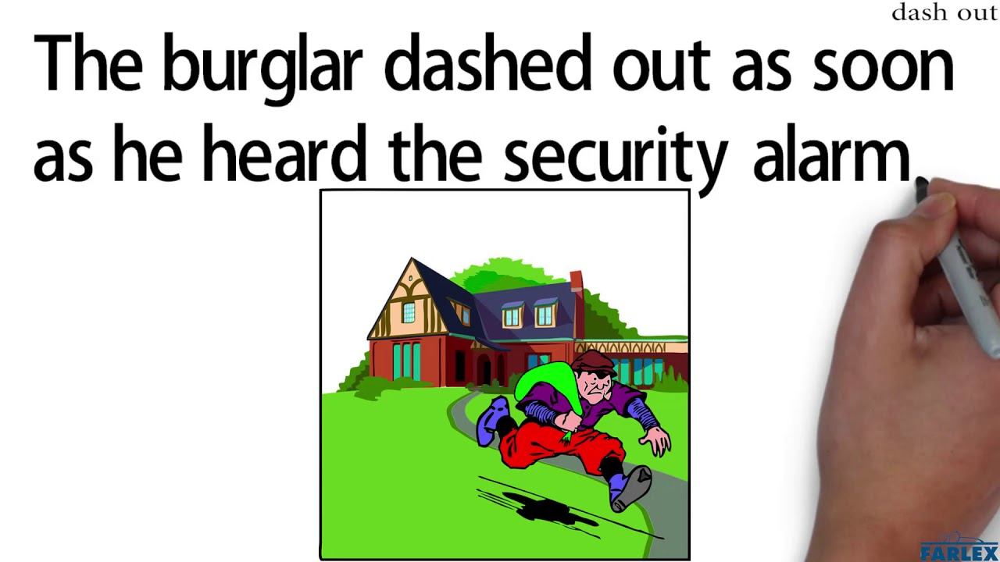 dash out
The burglar dashed out as soon
as he heard the security alarm.
FARLEX